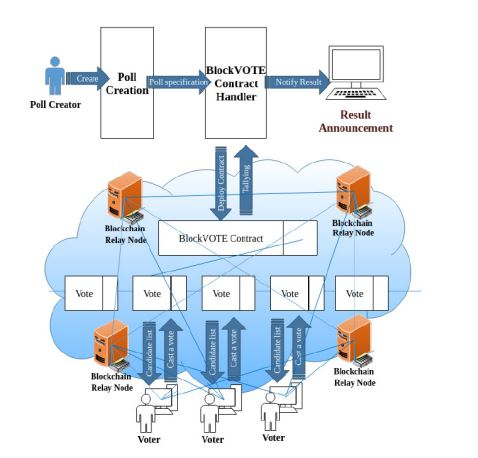 Create
Poll Creator
Poll
Creation
Poll specification
BlockVOTE
Contract
Handler
Notify Result
Result
Announcement
Deploy Contract
Tallying
Blockchain
Relay Node
Blockchain
Relay Node
BlockVOTE Contract
Vote
Vote
Vote
Vote
Vote
Blockchain
Relay Node
Candidate list
Cast a vote
Candidate list
Cast a vote
Candidate list
Cast a vote
Blockchain
Relay Node
Voter
Voter
Voter